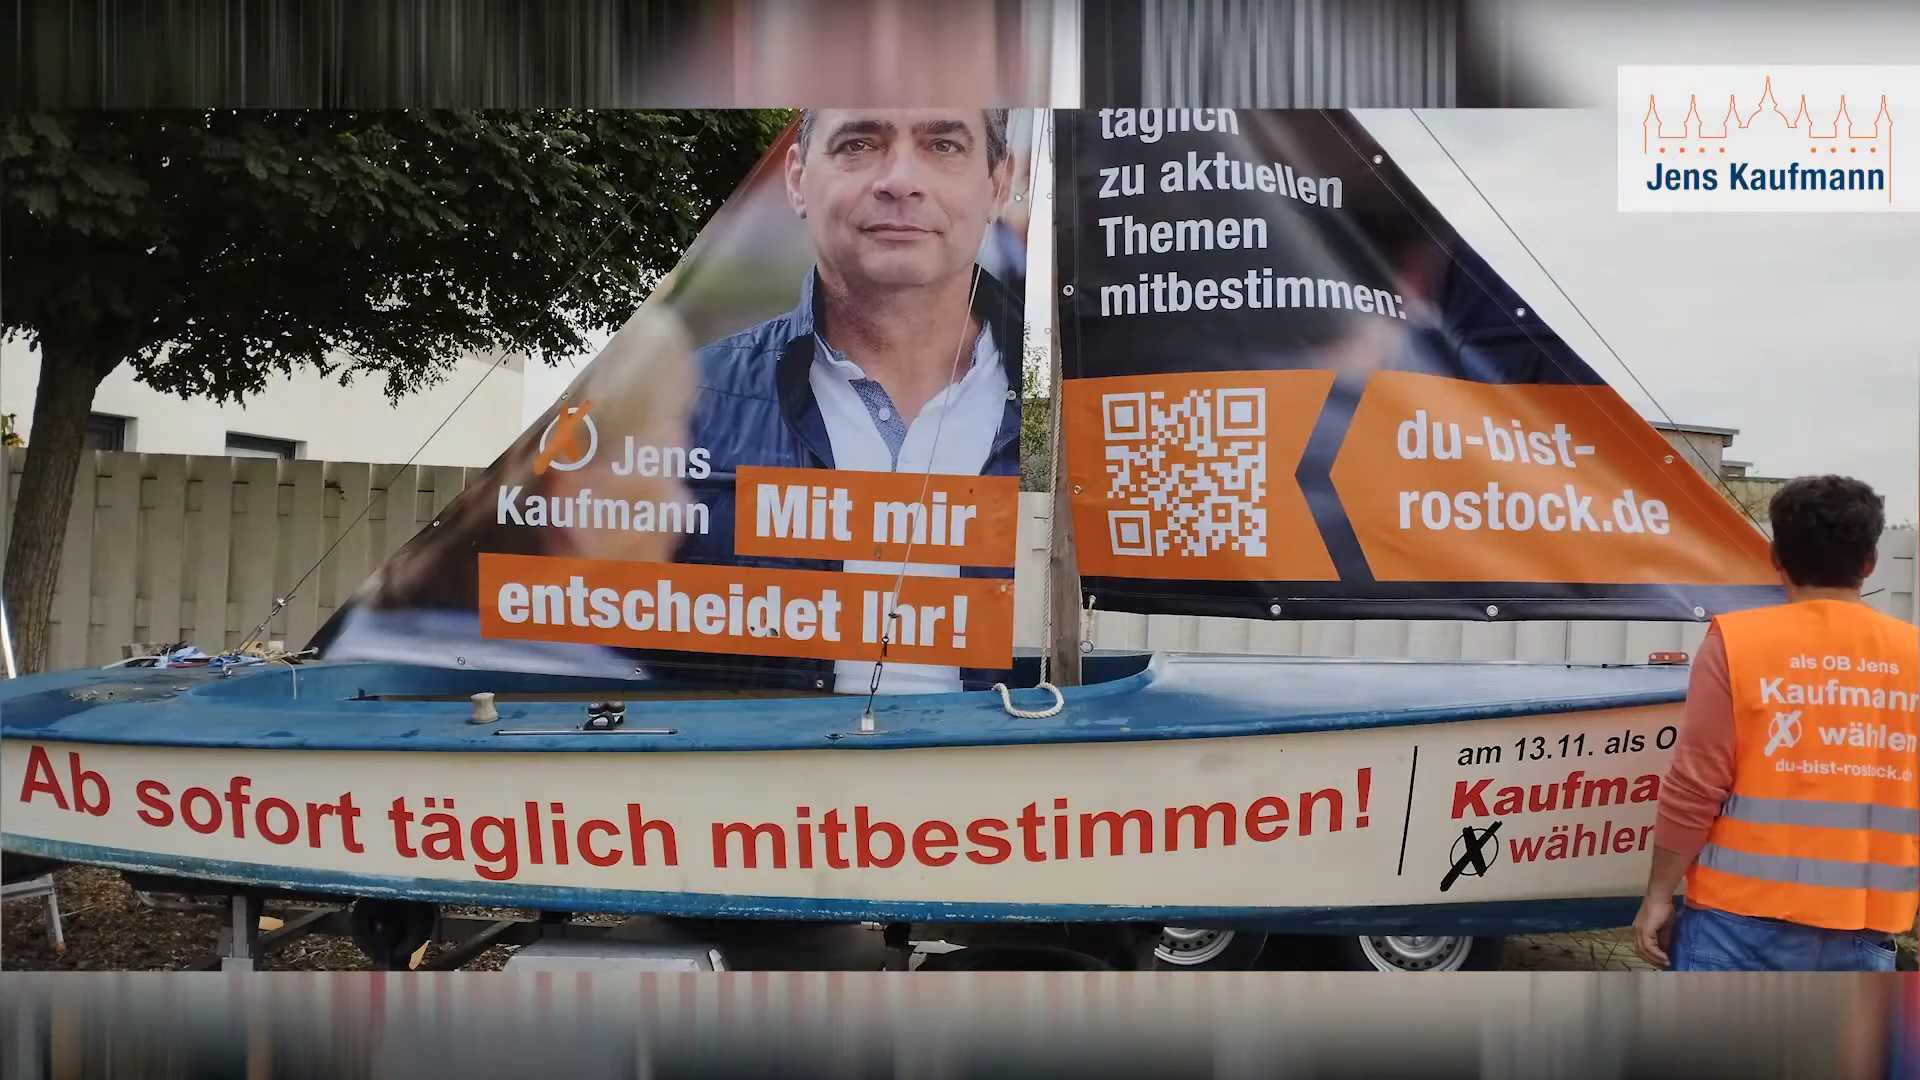 Jens Kaufmann
täglich
zu aktuellen
Themen
mitbestimmen:
du-bist-
rostock.de
Jens
Kaufmann
Mit mir
entscheidet Ihr!
Ab sofort täglich mitbestimmen!
am 13.11. als O
Kaufma
wählen
als OB Jens
Kaufmann
wählen
du-bist-rostock.de